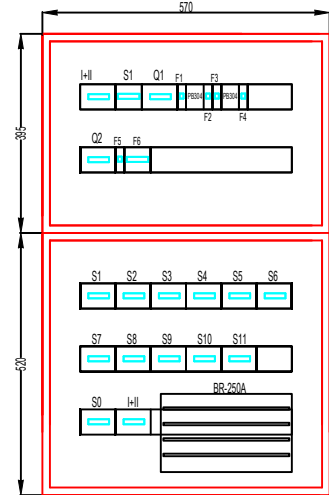 570
395
I+II S1 Q1 F1 F3
PB304 PB304
F2 F4
Q2 F5 F6
520
S1 S2 S3 S4 S5 S6
S7 S8 S9 S10 S11
S0 I+II BR-250A